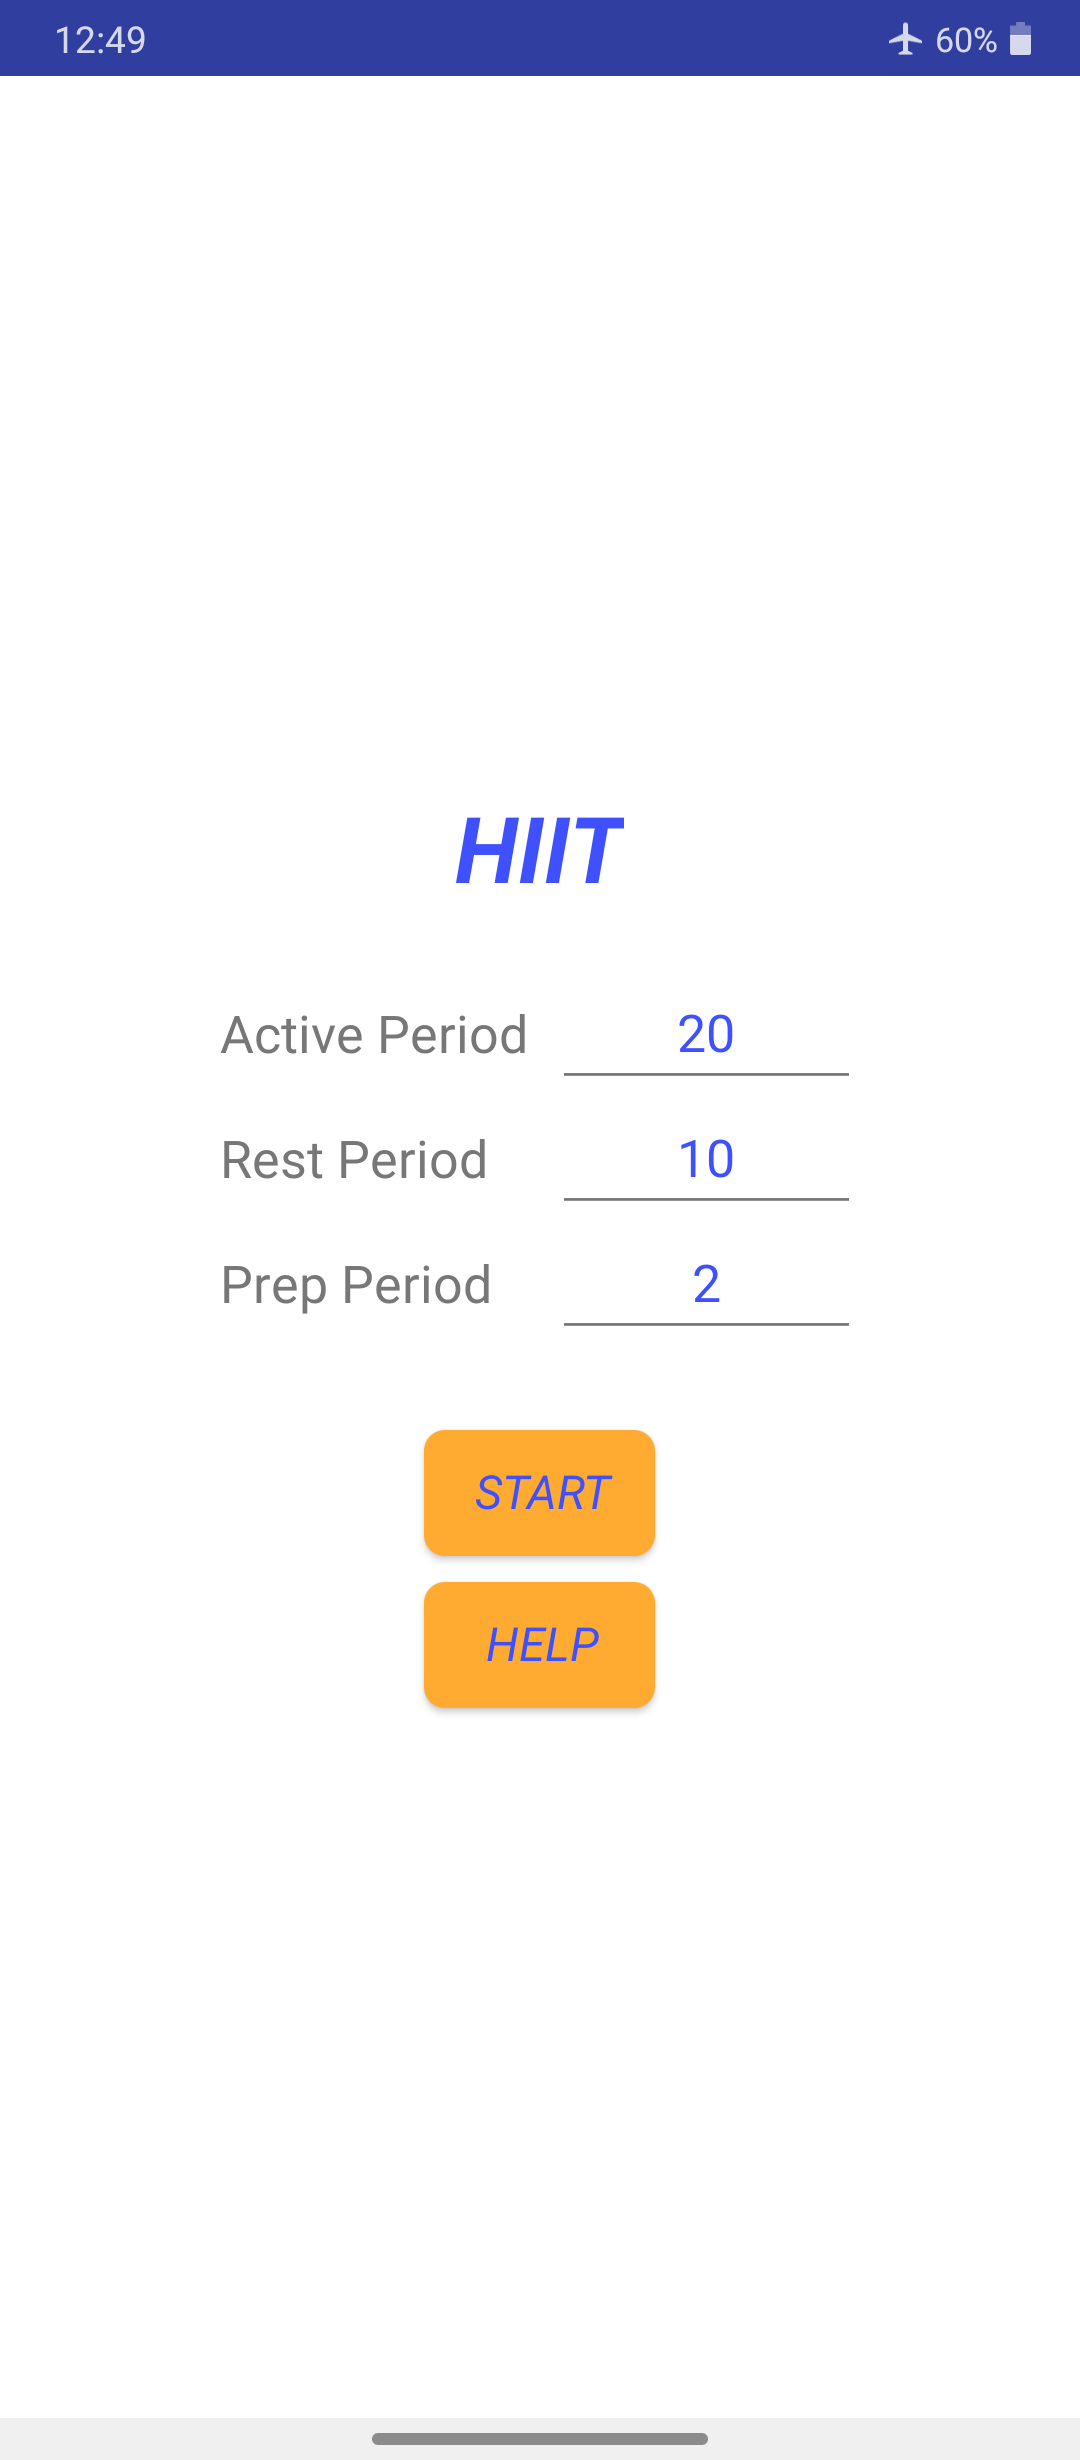 12:49 60%
HIIT
Active Period 20
Rest Period 10
Prep Period 2
START
HELP